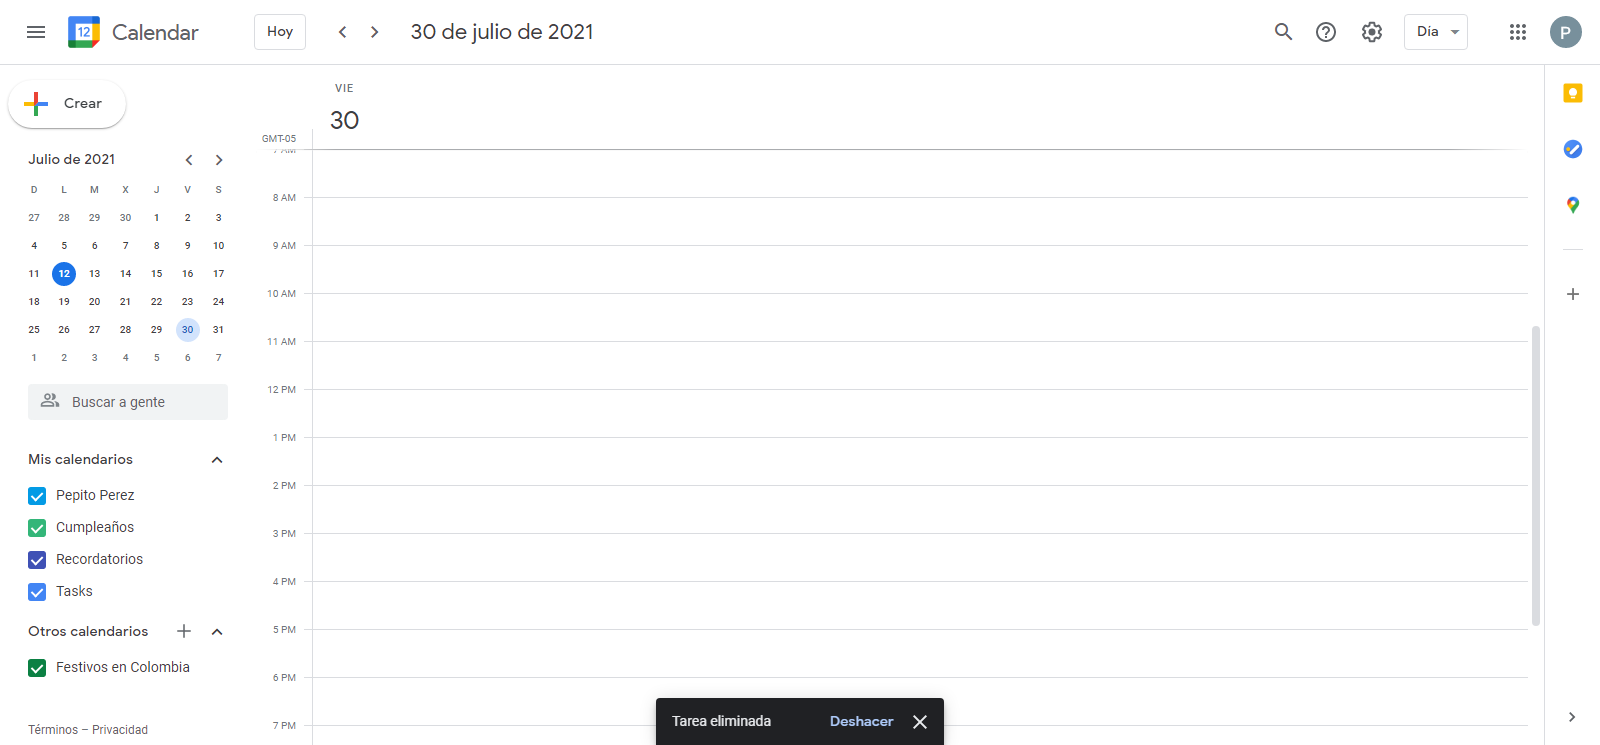 12 Calendar
Hoy
30 de julio de 2021
Día
P
Crear
VIE
30
GMT-05
Julio de 2021
D L M X J V S
27 28 29 30 1 2 3
4 5 6 7 8 9 10
11 12 13 14 15 16 17
18 19 20 21 22 23 24
25 26 27 28 29 30 31
1 2 3 4 5 6 7
Buscar a gente
Mis calendarios
Pepito Perez
Cumpleaños
Recordatorios
Tasks
Otros calendarios
Festivos en Colombia
Términos – Privacidad
7 AM
8 AM
9 AM
10 AM
11 AM
12 PM
1 PM
2 PM
3 PM
4 PM
5 PM
6 PM
7 PM
Tarea eliminada Deshacer